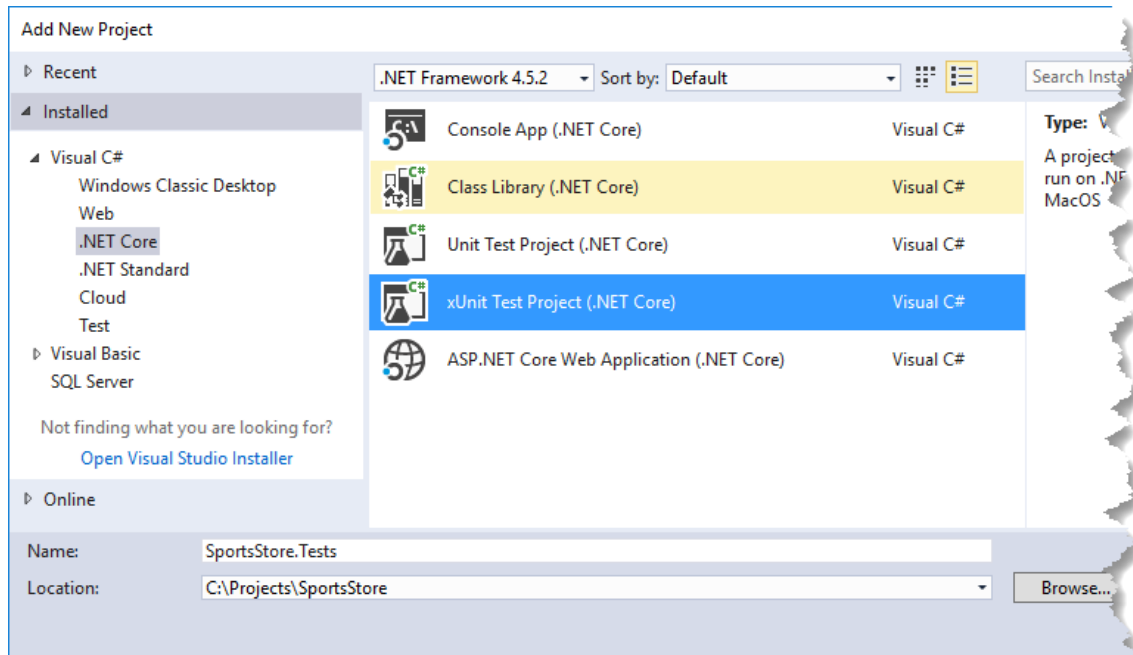 Add New Project
Recent
Installed
Visual C#
Windows Classic Desktop
Web
.NET Core
.NET Standard
Cloud
Test
Visual Basic
SQL Server
Not finding what you are looking for?
Open Visual Studio Installer
Online
.NET Framework 4.5.2 Sort by: Default
Console App (.NET Core) Visual C#
Class Library (.NET Core) Visual C#
Unit Test Project (.NET Core) Visual C#
xUnit Test Project (.NET Core) Visual C#
ASP.NET Core Web Application (.NET Core) Visual C#
Search
Type:
A project
run on
MacOS
Name: SportsStore.Tests
Location: C:\Projects\SportsStore
Browse...